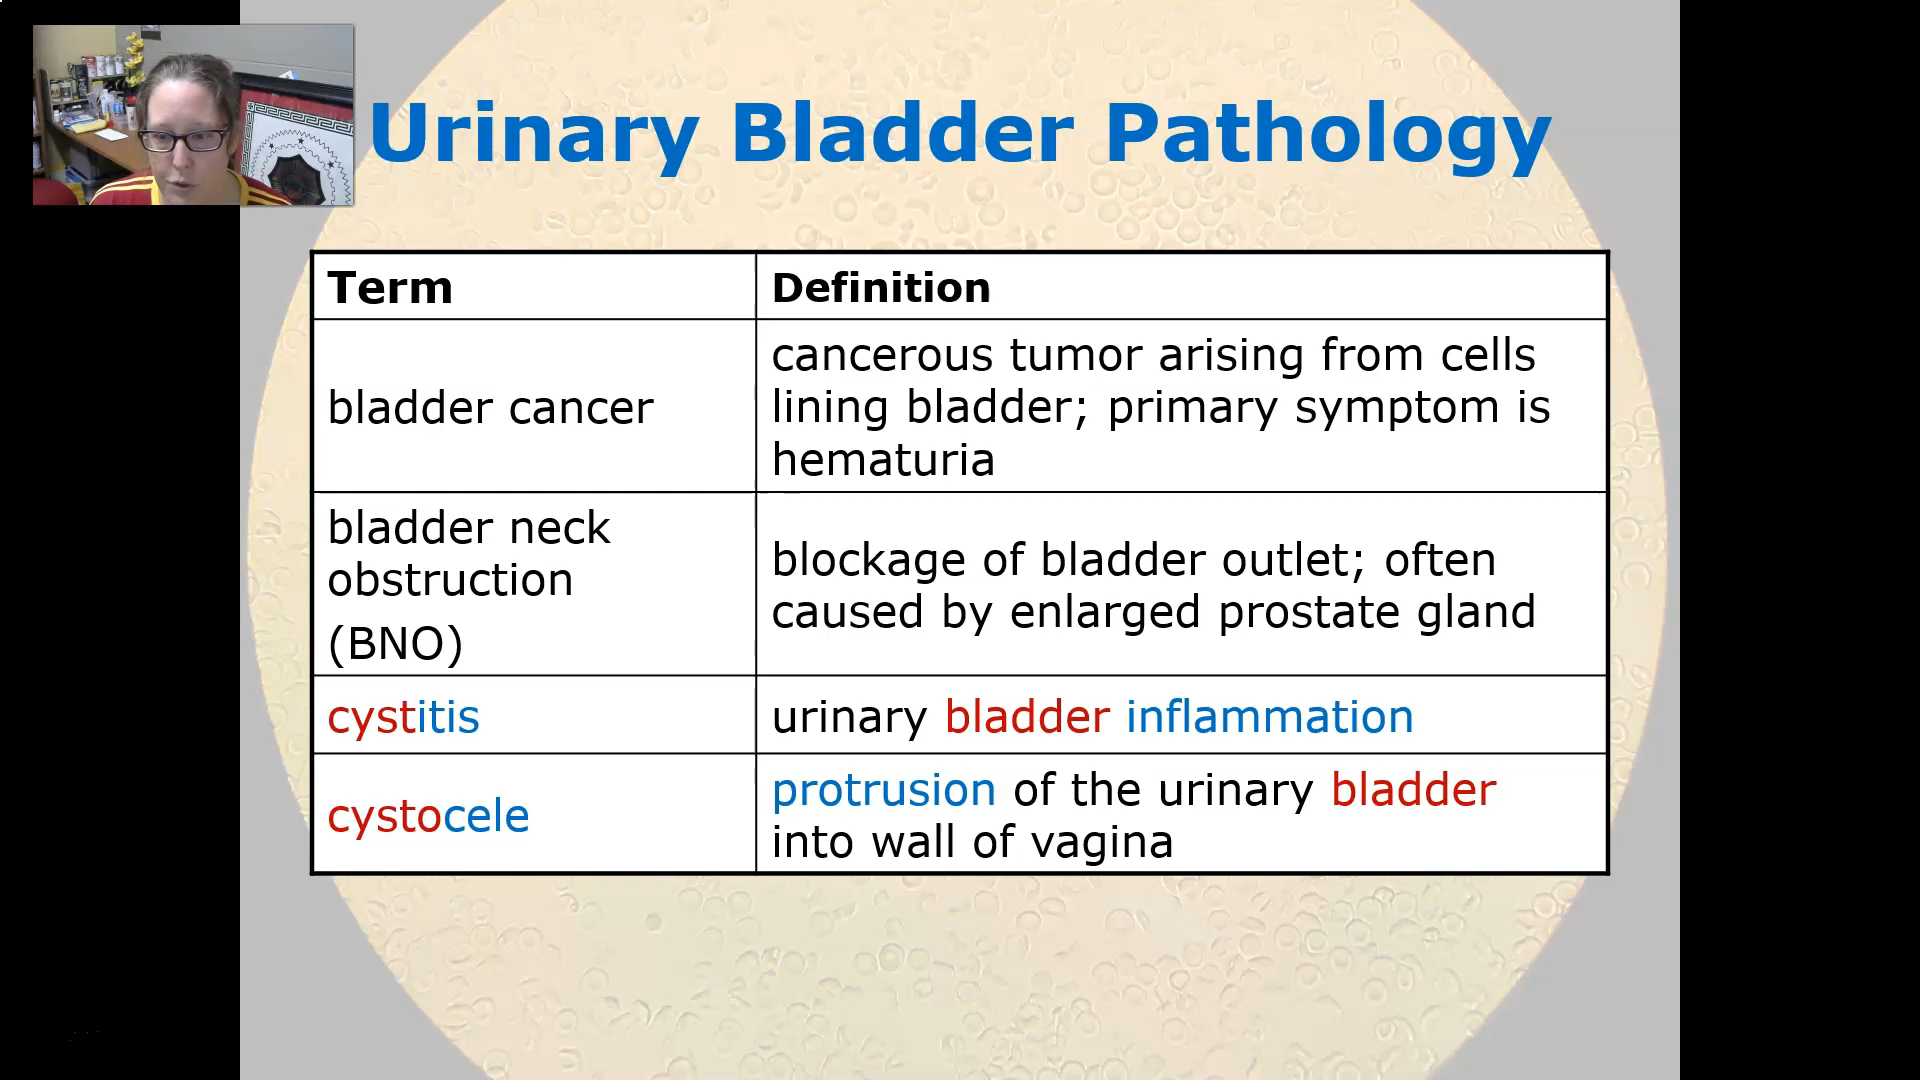 Urinary Bladder Pathology
Term
Definition
bladder cancer
cancerous tumor arising from cells
lining bladder; primary symptom is
hematuria
bladder neck
obstruction
(BNO)
blockage of bladder outlet; often
caused by enlarged prostate gland
cystitis
urinary bladder inflammation
cystocele
protrusion of the urinary bladder
into wall of vagina